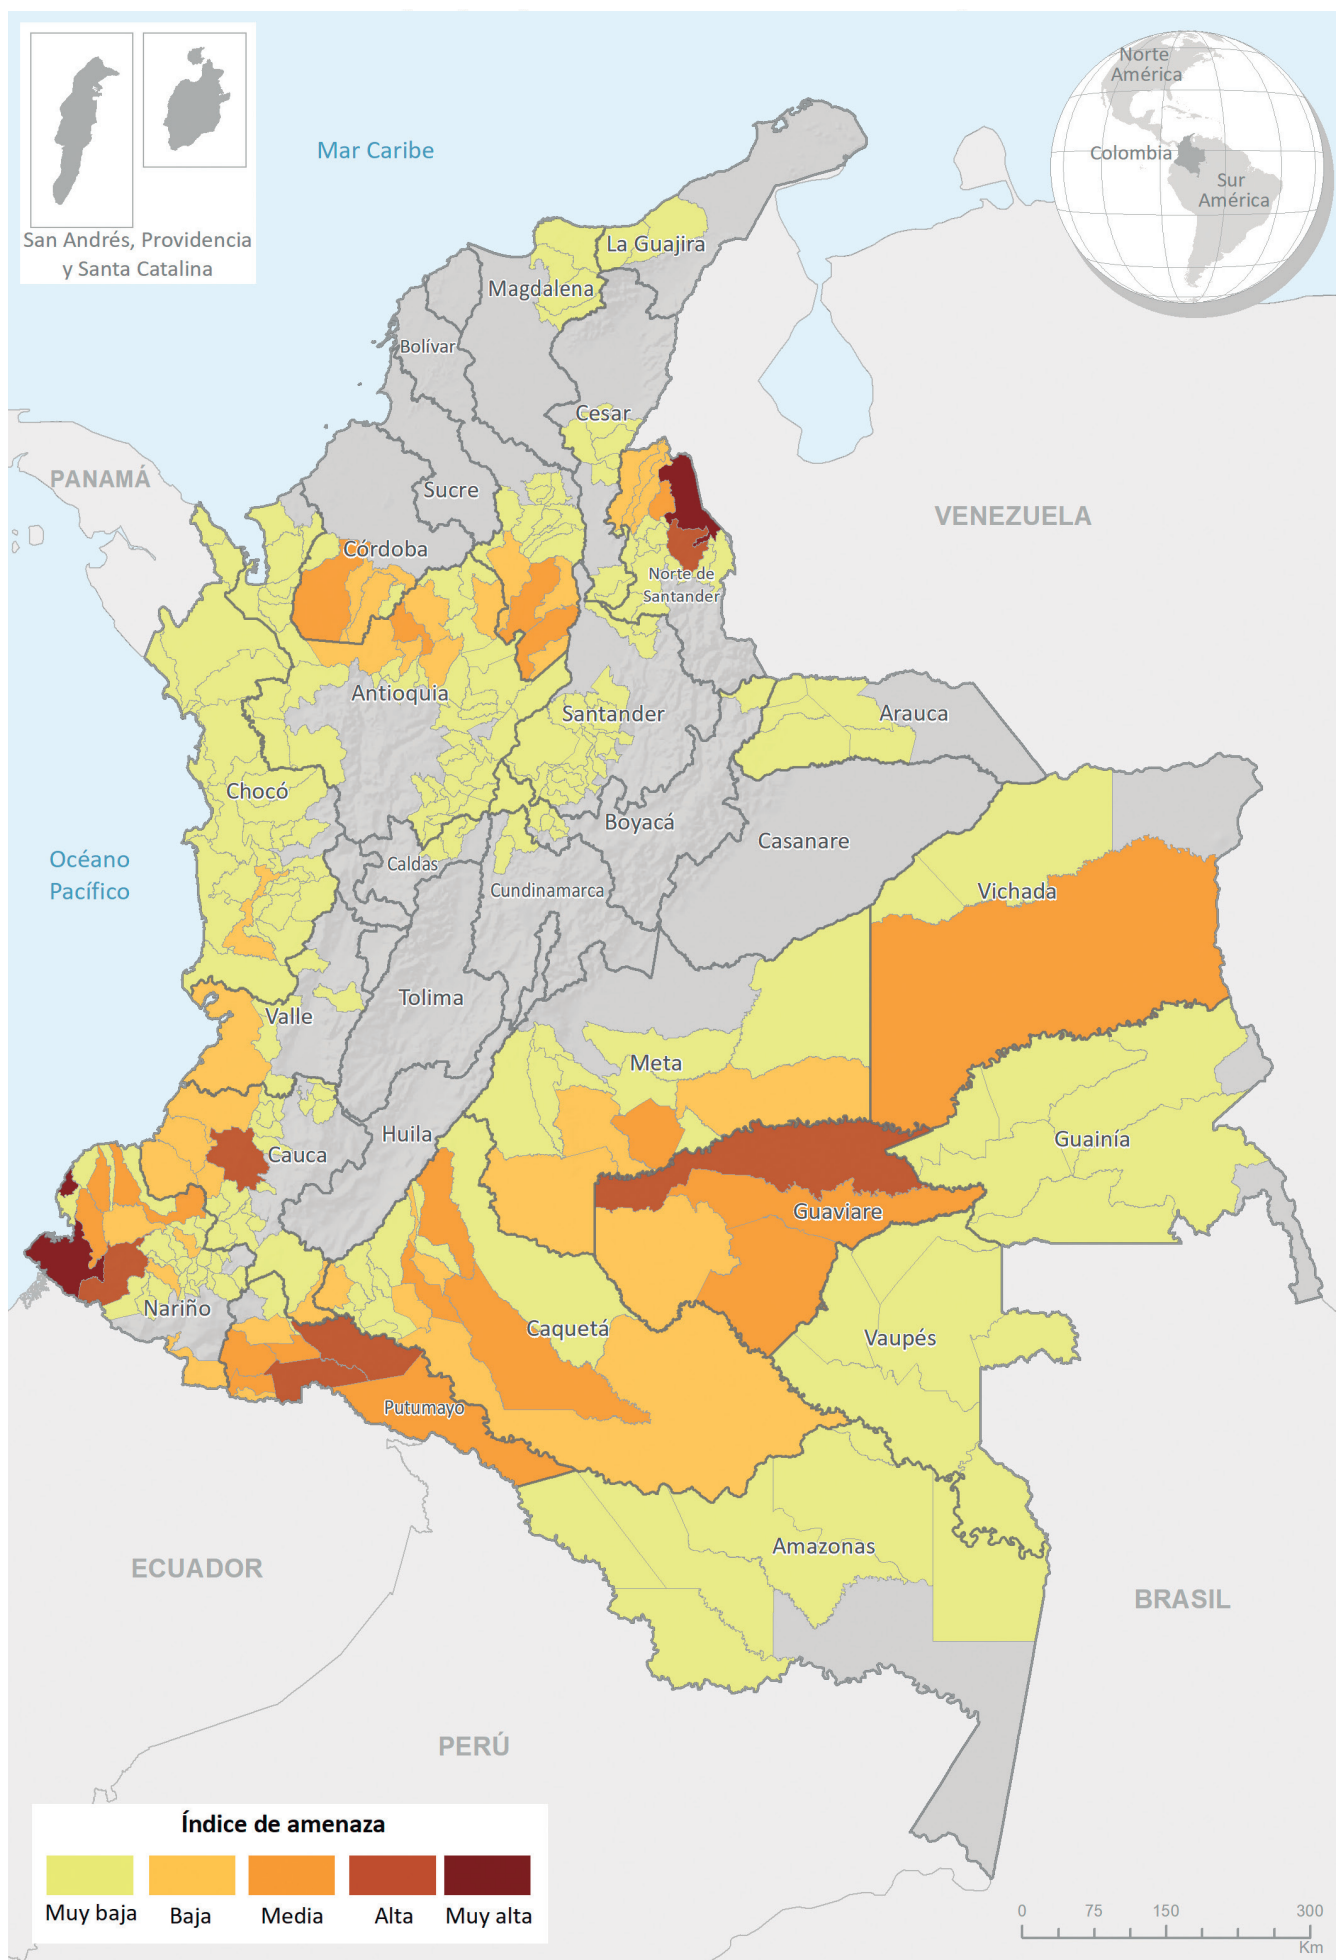 San Andrés, Providencia
y Santa Catalina
Mar Caribe
Norte
América
Colombia
Sur
América
La Guajira
Magdalena
Bolívar
Cesar
PANAMÁ
Sucre
VENEZUELA
Córdoba
Norte de
Santander
Antioquia
Santander
Arauca
Chocó
Boyacá
Casanare
Océano
Pacífico
Caldas
Cundinamarca
Vichada
Tolima
Valle
Meta
Huila
Cauca
Guainía
Guaviare
Nariño
Caquetá
Vaupés
Putumayo
Amazonas
ECUADOR
BRASIL
PERÚ
Índice de amenaza
Muy baja Baja Media Alta Muy alta
0 75 150 300
Km